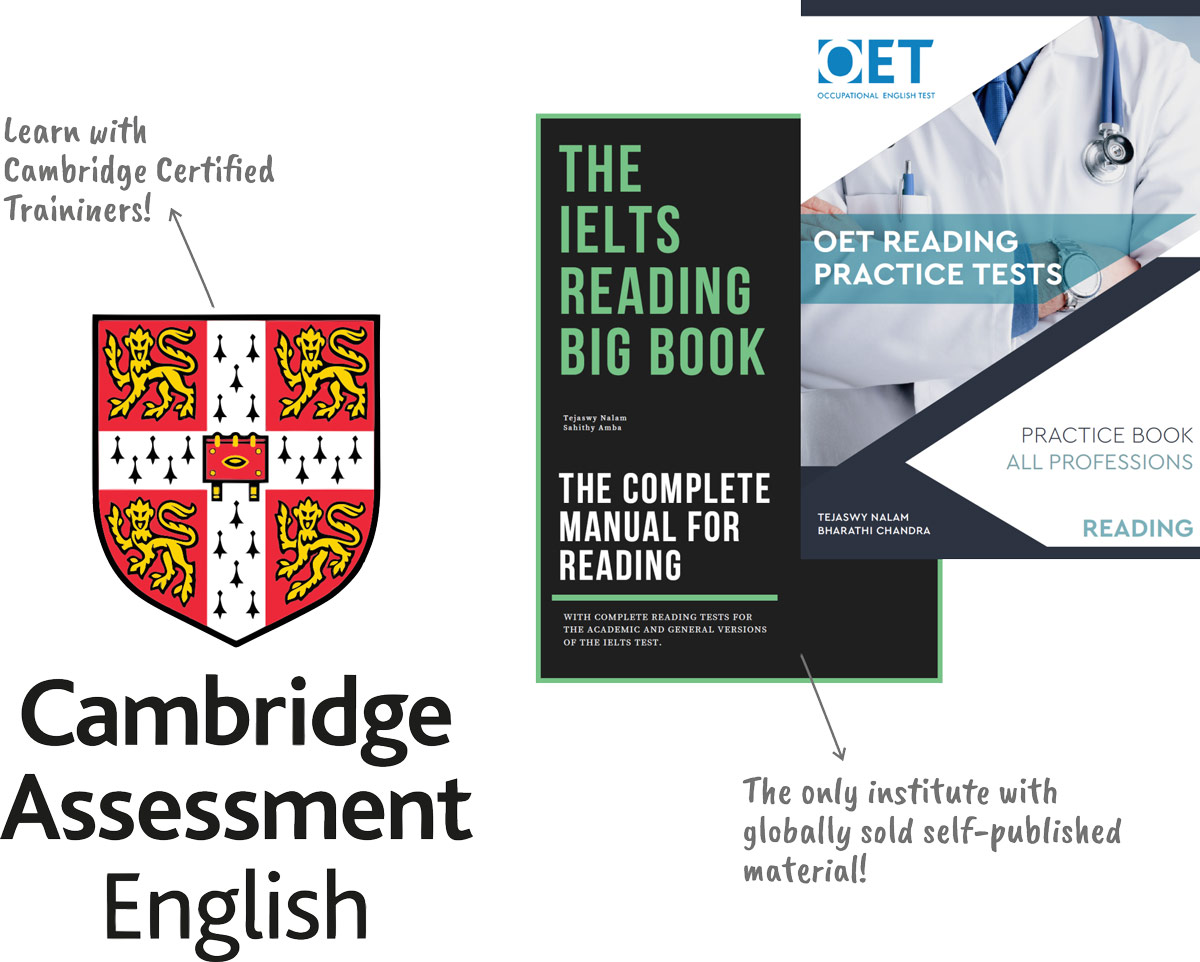 Learn with
Cambridge Certified
Traininers!
Cambridge
Assessment
English
THE
IELTS
READING
BIG BOOK
Tejaswy Nalam
Sahithy Amba
THE COMPLETE
MANUAL FOR
READING
WITH COMPLETE READING TESTS FOR
THE ACADEMIC AND GENERAL VERSIONS
OF THE IELTS TEST.
OET
OCCUPATIONAL ENGLISH TEST
OET READING
PRACTICE TESTS
PRACTICE BOOK
ALL PROFESSIONS
TEJASWY NALAM
BHARATHI CHANDRA
READING
The only institute with
globally sold self-published
material!